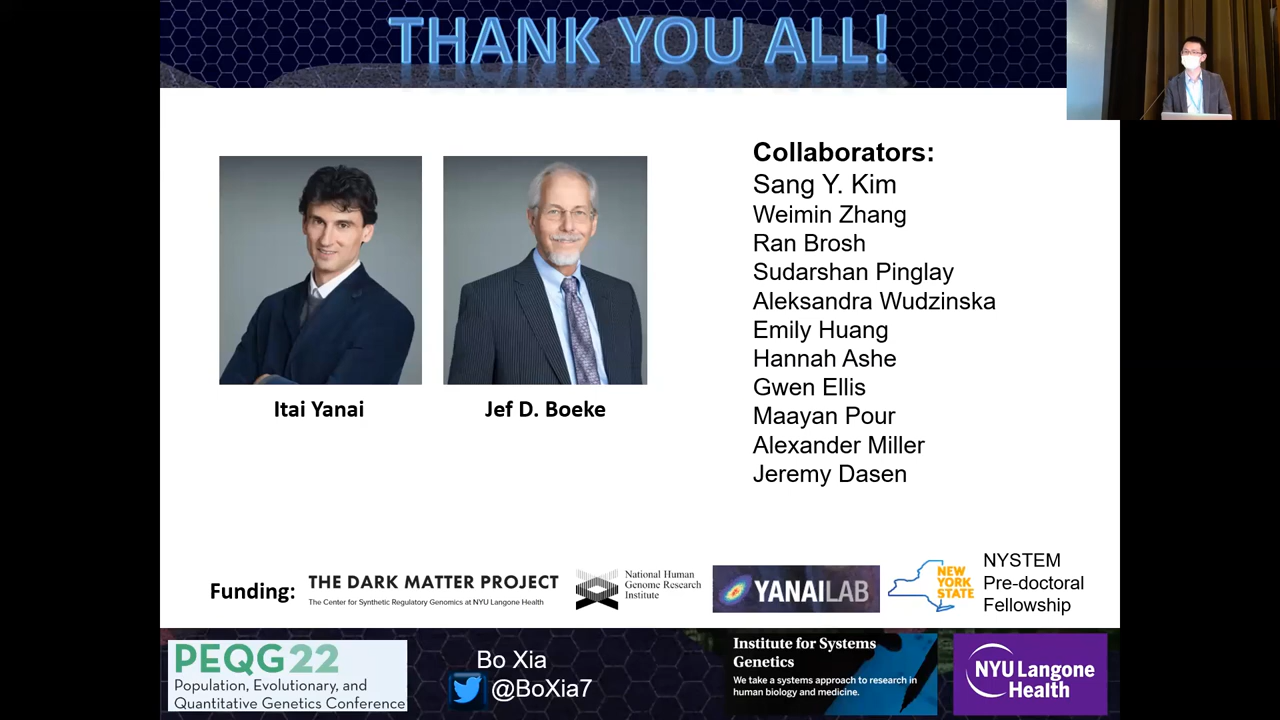 THANK YOU ALL!
Itai Yanai
Jef D. Boeke
Collaborators:
Sang Y. Kim
Weimin Zhang
Ran Brosh
Sudarshan Pinglay
Aleksandra Wudzinska
Emily Huang
Hannah Ashe
Gwen Ellis
Maayan Pour
Alexander Miller
Jeremy Dasen
Funding:
THE DARK MATTER PROJECT
The Center for Synthetic Regulatory Genomics at NYU Langone Health
National Human
Genome Research
Institute
YANAILAB
NEW
YORK
STATE
NYSTEM
Pre-doctoral
Fellowship
PEQG22
Population, Evolutionary, and
Quantitative Genetics Conference
Bo Xia
@BoXia7
Institute for Systems
Genetics
We take a systems approach to research in
human biology and medicine.
NYU Langone
Health